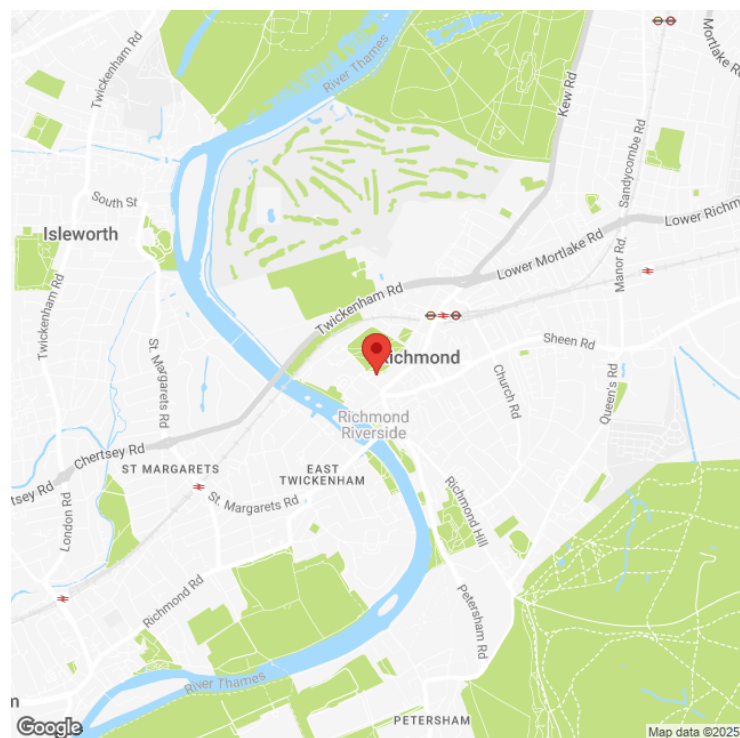 River Thames
Twickenham Rd
Mortlake Rd
Kew Rd
Sandycombe Rd
South St
Isleworth
Lower Richm
Lower Mortlake Rd
Manor Rd
Twickenham Rd
Twickenham Rd
Sheen Rd
Richmond
St. Margarets Rd
Church Rd
Queen's Rd
Richmond
Riverside
Chertsey Rd
ST MARGARETS
EAST
TWICKENHAM
rtsey Rd
St. Margarets Rd
London Rd
Richmond Hill
Richmond Rd
Petersham Rd
River Thames
m
PETERSHAM
Google
Map data ©2025